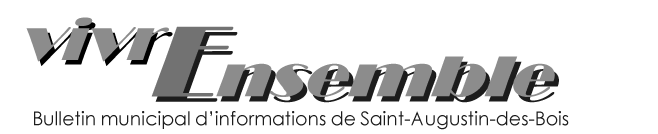 vivrEnsemble
Bulletin municipal d'informations de Saint-Augustin-des-Bois